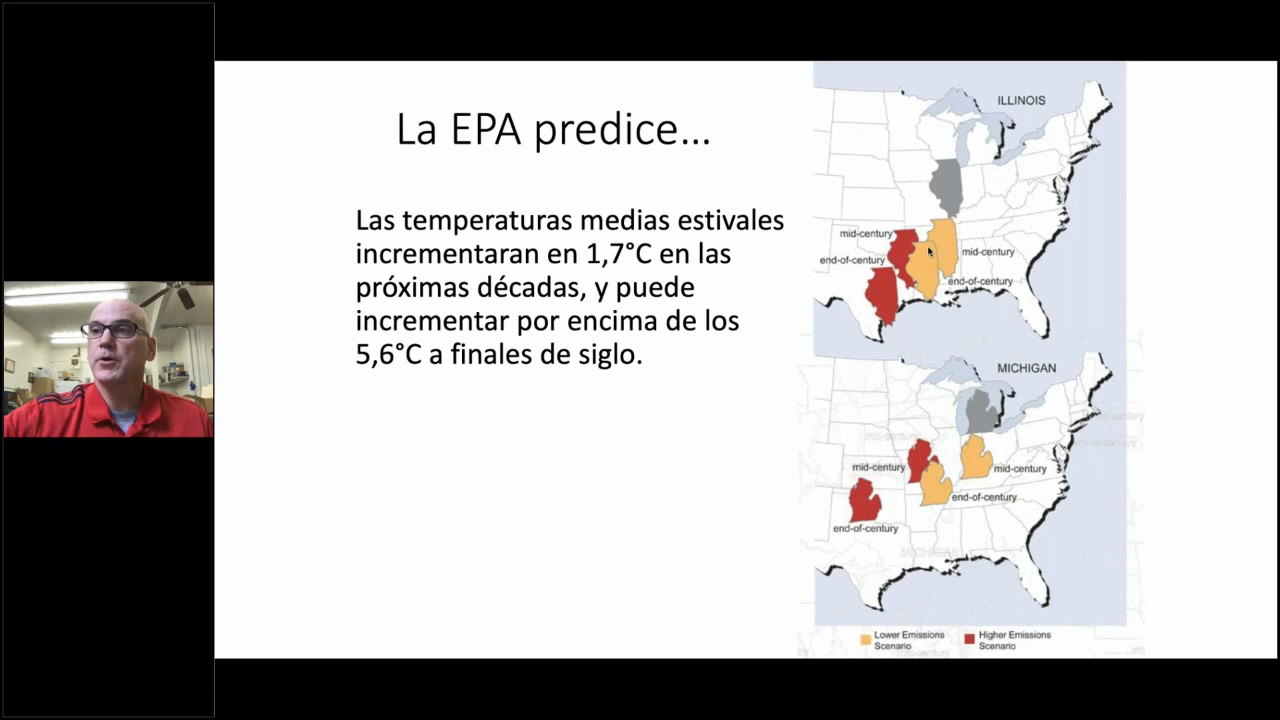 La EPA predice...
Las temperaturas medias estivales
incrementaran en 1,7°C en las
próximas décadas, y puede
incrementar por encima de los
5,6°C a finales de siglo.
ILLINOIS
mid-century
end-of-century
mid-century
end-of-century
MICHIGAN
mid-century
mid-century
end-of-century
end-of-century
Lower Emissions
Scenario
Higher Emissions
Scenario